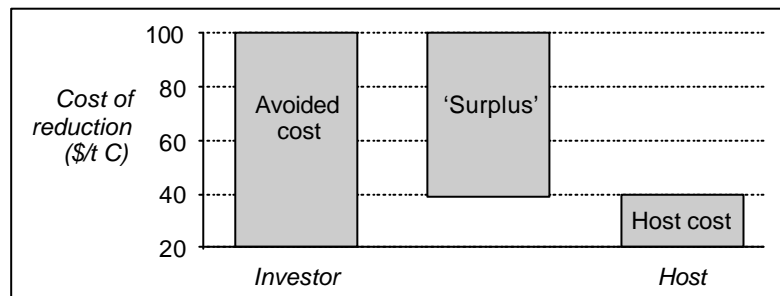 Cost of
reduction
($/t C)
100
80
60
40
20
Avoided
cost
‘Surplus’
Host cost
Investor
Host